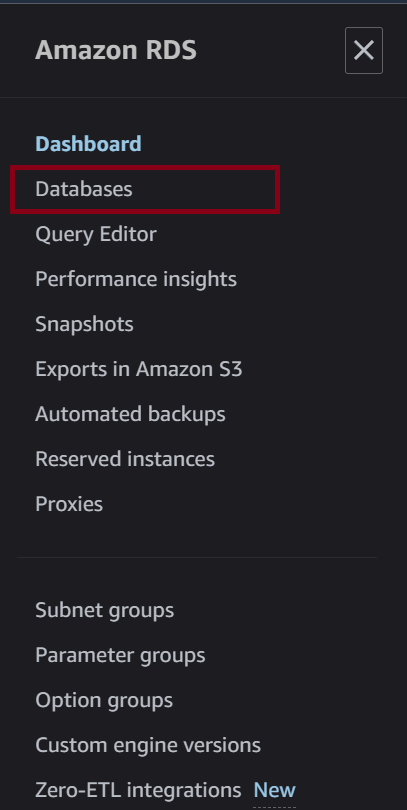 Amazon RDS
Dashboard
Databases
Query Editor
Performance insights
Snapshots
Exports in Amazon S3
Automated backups
Reserved instances
Proxies
Subnet groups
Parameter groups
Option groups
Custom engine versions
Zero-ETL integrations New